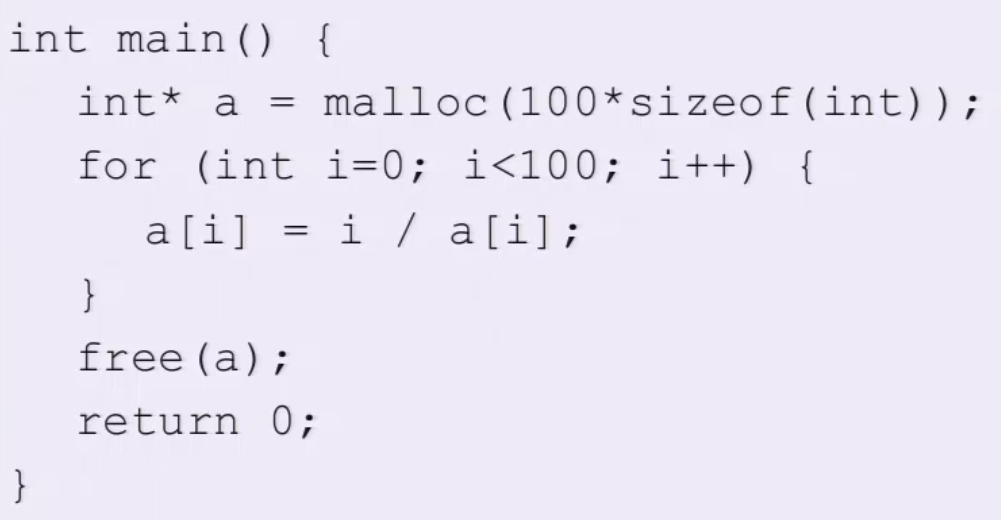 int main() {
int* a = malloc(100*sizeof(int));
for (int i=0; i<100; i++) {
a[i] = i / a[i];
}
free(a);
return 0;
}